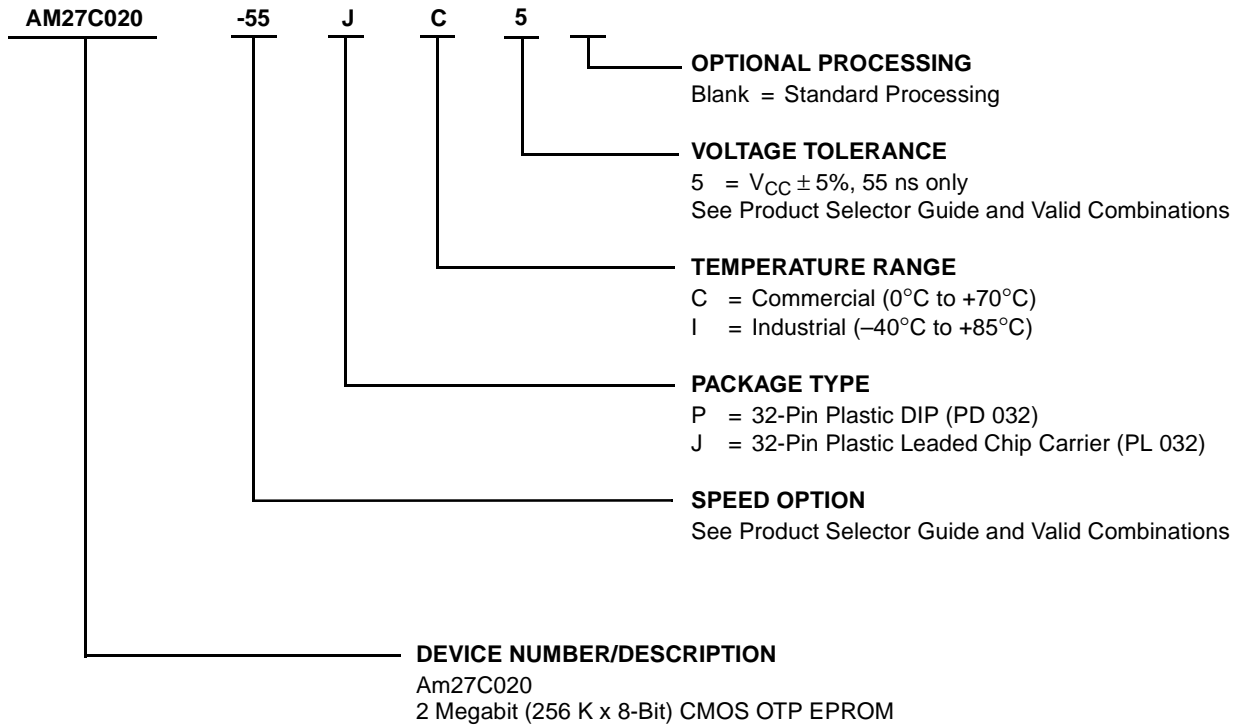 AM27C020 -55 J C 5
OPTIONAL PROCESSING
Blank = Standard Processing
VOLTAGE TOLERANCE
5 = VCC ± 5%, 55 ns only
See Product Selector Guide and Valid Combinations
TEMPERATURE RANGE
C = Commercial (0°C to +70°C)
I = Industrial (–40°C to +85°C)
PACKAGE TYPE
P = 32-Pin Plastic DIP (PD 032)
J = 32-Pin Plastic Leaded Chip Carrier (PL 032)
SPEED OPTION
See Product Selector Guide and Valid Combinations
DEVICE NUMBER/DESCRIPTION
Am27C020
2 Megabit (256 K x 8-Bit) CMOS OTP EPROM